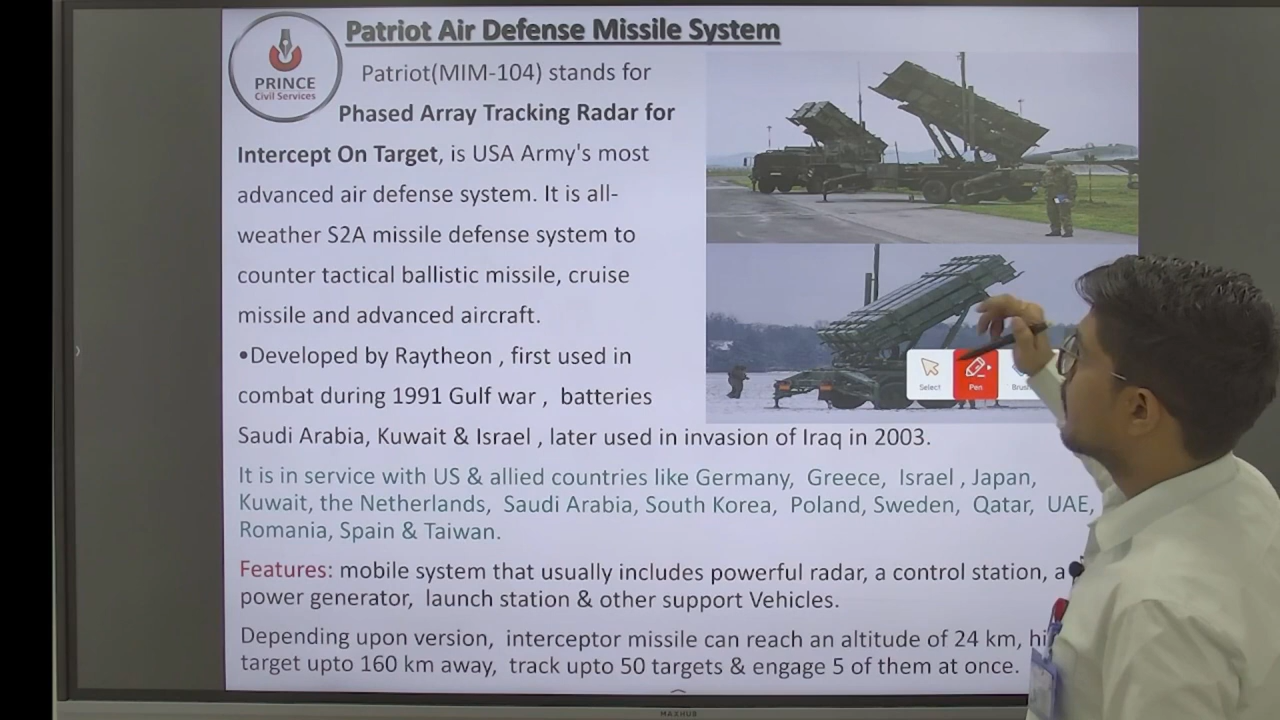 Patriot Air Defense Missile System
PRINCE
Civil Services
Patriot(MIM-104) stands for
Phased Array Tracking Radar for
Intercept On Target, is USA Army's most
advanced air defense system. It is all-
weather S2A missile defense system to
counter tactical ballistic missile, cruise
missile and advanced aircraft.
•Developed by Raytheon , first used in
combat during 1991 Gulf war , batteries
Saudi Arabia, Kuwait & Israel , later used in invasion of Iraq in 2003.
It is in service with US & allied countries like Germany, Greece, Israel , Japan,
Kuwait, the Netherlands, Saudi Arabia, South Korea, Poland, Sweden, Qatar, UAE,
Romania, Spain & Taiwan.
Features: mobile system that usually includes powerful radar, a control station, a
power generator, launch station & other support Vehicles.
Depending upon version, interceptor missile can reach an altitude of 24 km,
target upto 160 km away, track upto 50 targets & engage 5 of them at once.
Select
Pen
MAXHUB